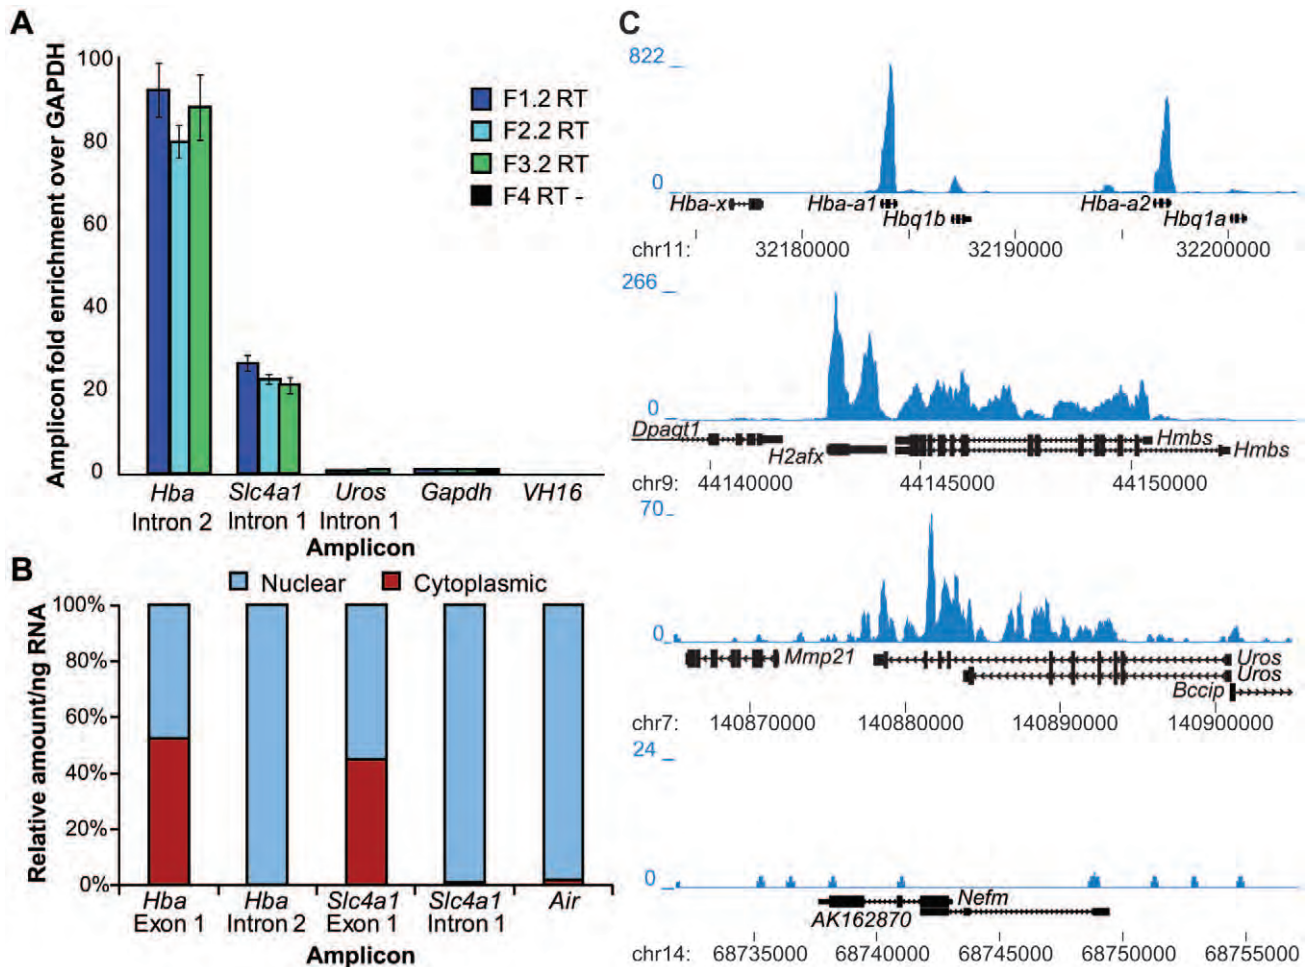 A
Amplicon fold enrichment over GAPDH
100
80
60
40
20
0
F1.2 RT
F2.2 RT
F3.2 RT
F4 RT -
Hba Slc4a1 Uros Gapdh VH16
Intron 2 Intron 1 Intron 1
Amplicon
B
Nuclear Cytoplasmic
Relative amount/ng RNA
100%
80%
60%
40%
20%
0%
Hba Hba Slc4a1 Slc4a1 Air
Exon 1 Intron 2 Exon 1 Intron 1
Amplicon
C
822
0
Hba-x Hba-a1 Hba-a2
Hbq1b Hbq1a
chr11: 32180000 32190000 32200000
266
0
Dpagt1 Hmbs
H2afx Hmbs
chr9: 44140000 44145000 44150000
70
0
Mmp21 Uros
Uros
Bccip
chr7: 140870000 140880000 140890000 140900000
24
0
Nefm
AK162870
chr14: 68735000 68740000 68745000 68750000 68755000